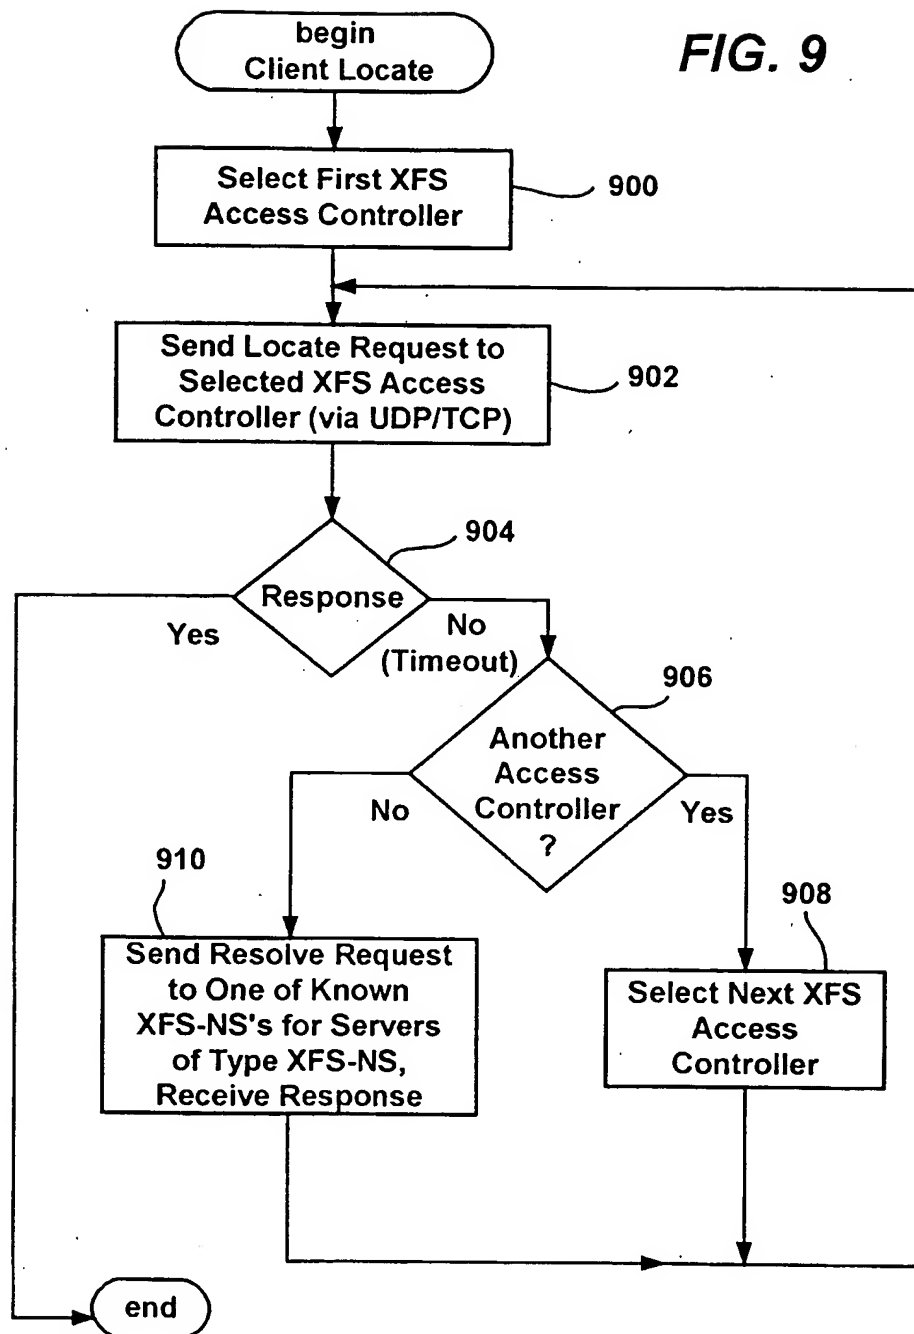 begin
Client Locate
FIG. 9
Select First XFS
Access Controller
900
Send Locate Request to
Selected XFS Access
Controller (via UDP/TCP)
902
904
Response
Yes
No
(Timeout)
906
Another
Access
Controller
?
No
Yes
910
908
Send Resolve Request
to One of Known
XFS-NS's for Servers
of Type XFS-NS,
Receive Response
Select Next XFS
Access
Controller
end